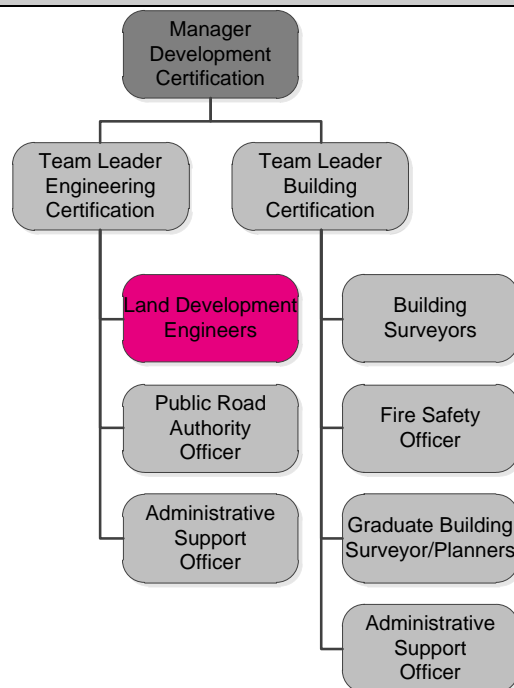 Manager
Development
Certification
Team Leader
Engineering
Certification
Team Leader
Building
Certification
Land Development
Engineers
Building
Surveyors
Public Road
Authority
Officer
Fire Safety
Officer
Administrative
Support
Officer
Graduate Building
Surveyor/Planners
Administrative
Support
Officer